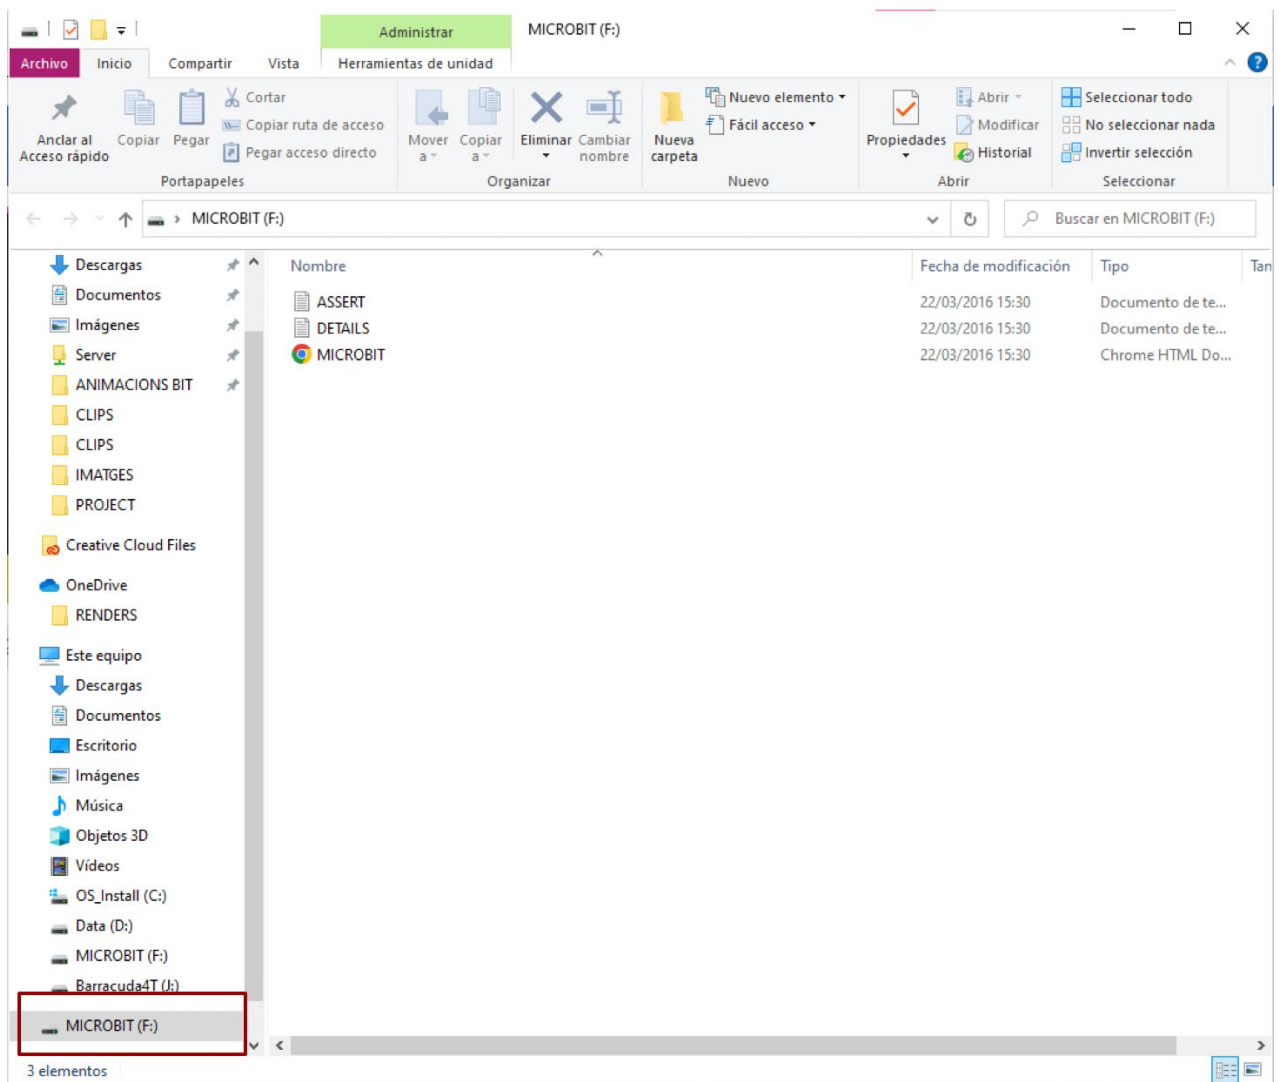 Administrar MICROBIT (F:)
Archivo Inicio Compartir Vista Herramientas de unidad
Anclar al Acceso rápido
Copiar
Pegar
Cortar
Copiar ruta de acceso
Pegar acceso directo
Portapapeles
Mover a
Copiar a
Eliminar
Cambiar nombre
Organizar
Nueva carpeta
Nuevo elemento
Fácil acceso
Nuevo
Propiedades
Abrir
Modificar
Historial
Abrir
Seleccionar todo
No seleccionar nada
Invertir selección
Seleccionar
MICROBIT (F:)
Buscar en MICROBIT (F:)
Descargas
Documentos
Imágenes
Server
ANIMACIONS BIT
CLIPS
CLIPS
IMATGES
PROJECT
Creative Cloud Files
OneDrive
RENDERS
Este equipo
Descargas
Documentos
Escritorio
Imágenes
Música
Objetos 3D
Vídeos
OS_Install (C:)
Data (D:)
MICROBIT (F:)
Barracuda4T (J:)
MICROBIT (F:)
Nombre Fecha de modificación Tipo Tan
ASSERT 22/03/2016 15:30 Documento de te...
DETAILS 22/03/2016 15:30 Documento de te...
MICROBIT 22/03/2016 15:30 Chrome HTML Do...
3 elementos